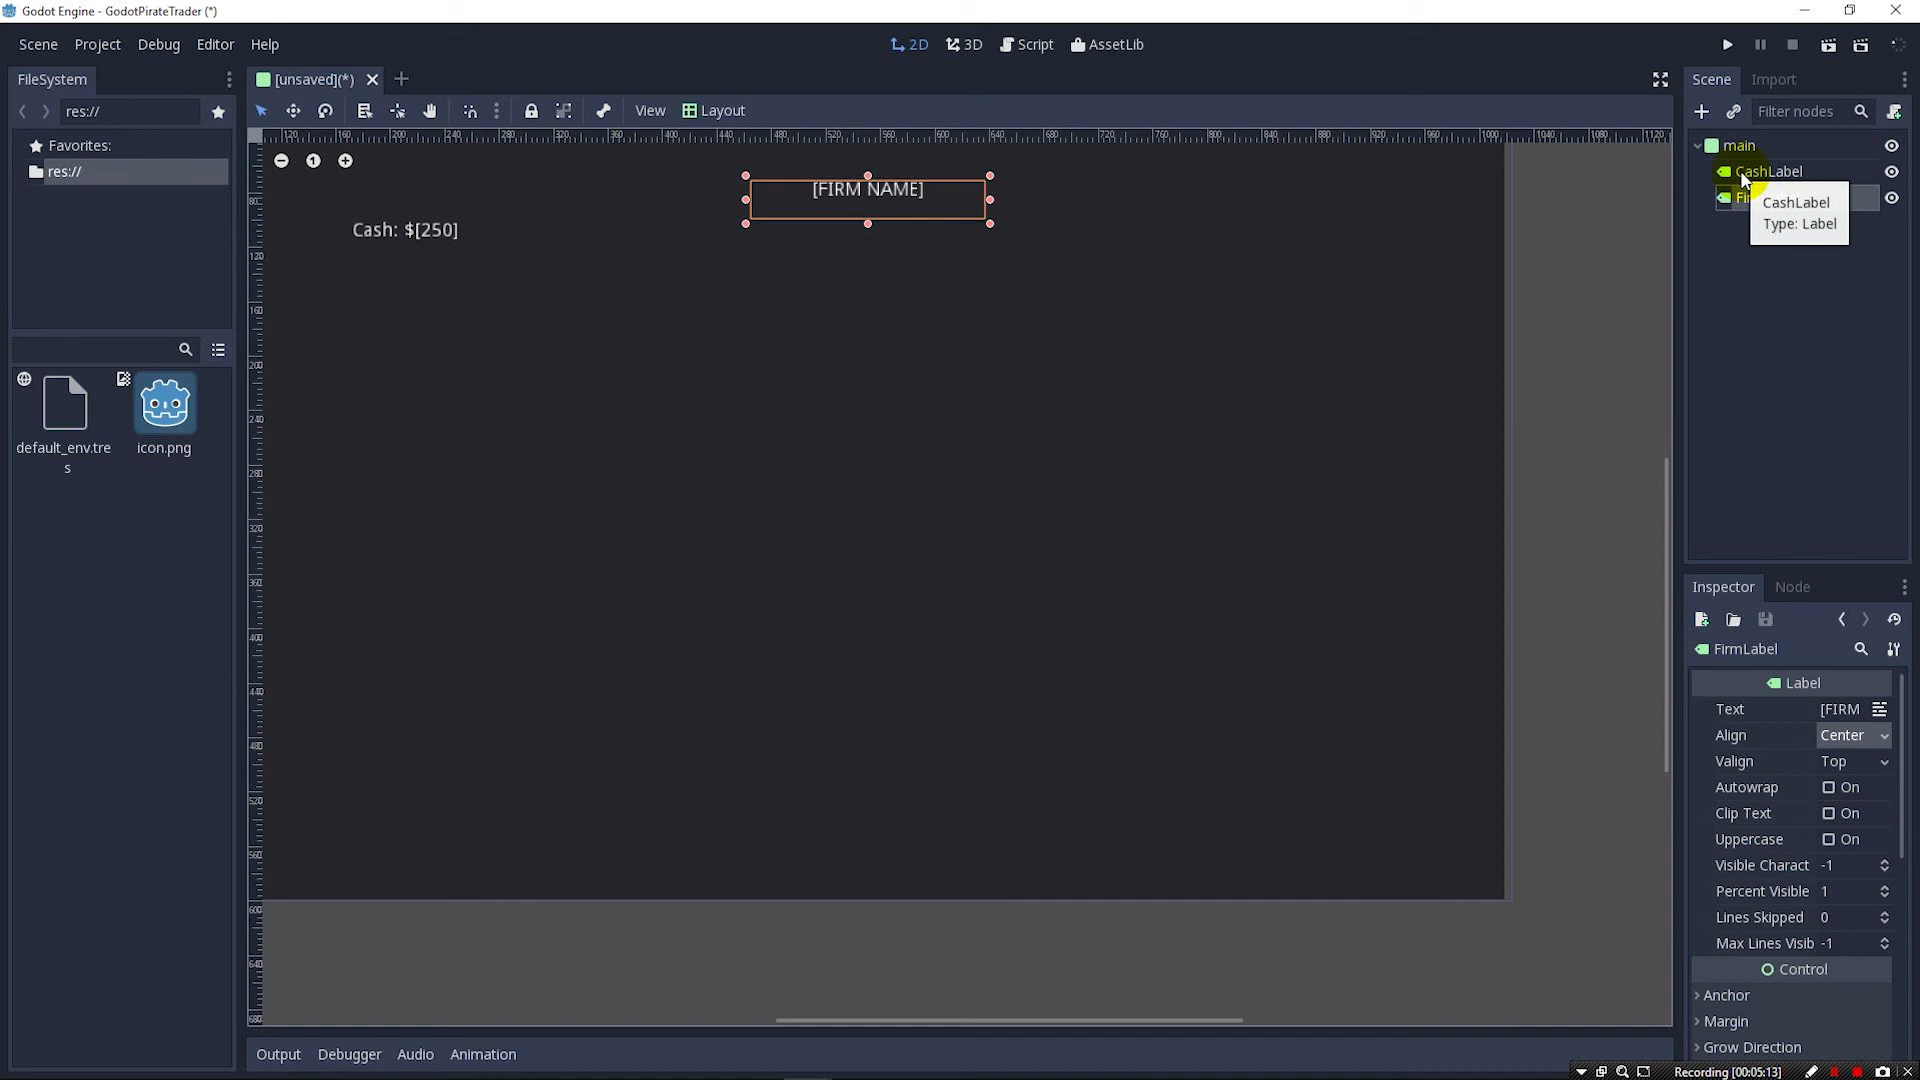 Godot Engine - GodotPirateTrader (*)
Scene Project Debug Editor Help
2D 3D Script AssetLib
FileSystem
[unsaved](*)
Scene Import
res://
View Layout
Filter nodes
Favorites:
res://
main
CashLabel
Fi
CashLabel
Type: Label
[FIRM NAME]
Cash: $[250]
default_env.tre
s
icon.png
Inspector Node
FirmLabel
Label
Text [FIRM
Align Center
Valign Top
Autowrap On
Clip Text On
Uppercase On
Visible Charact -1
Percent Visible 1
Lines Skipped 0
Max Lines Visib -1
Control
Anchor
Margin
Grow Direction
Output Debugger Audio Animation
Recording [00:05:13]